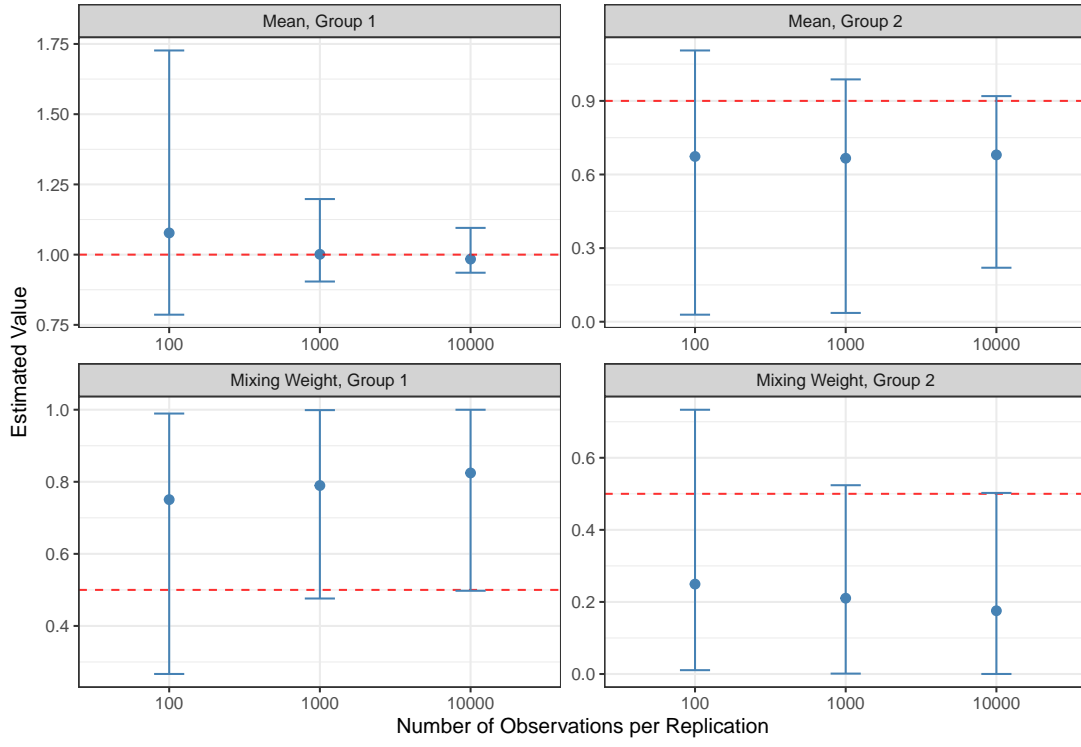 Mean, Group 1
Mean, Group 2
1.75
1.50
1.25
1.00
0.75
0.9
0.6
0.3
0.0
100 1000 10000
100 1000 10000
Mixing Weight, Group 1
Mixing Weight, Group 2
1.0
0.8
0.6
0.4
0.6
0.4
0.2
0.0
100 1000 10000
100 1000 10000
Estimated Value
Number of Observations per Replication